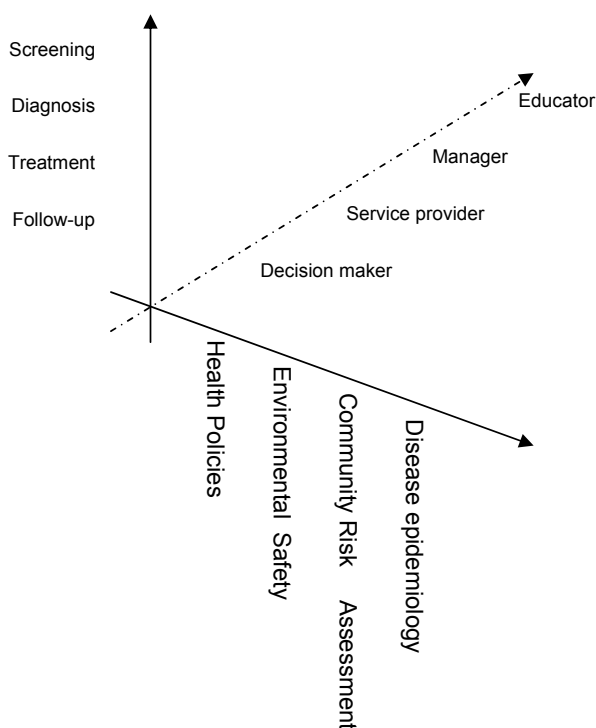 Screening
Diagnosis
Treatment
Follow-up
Educator
Manager
Service provider
Decision maker
Health Policies
Environmental Safety
Community Risk Assessment
Disease epidemiology